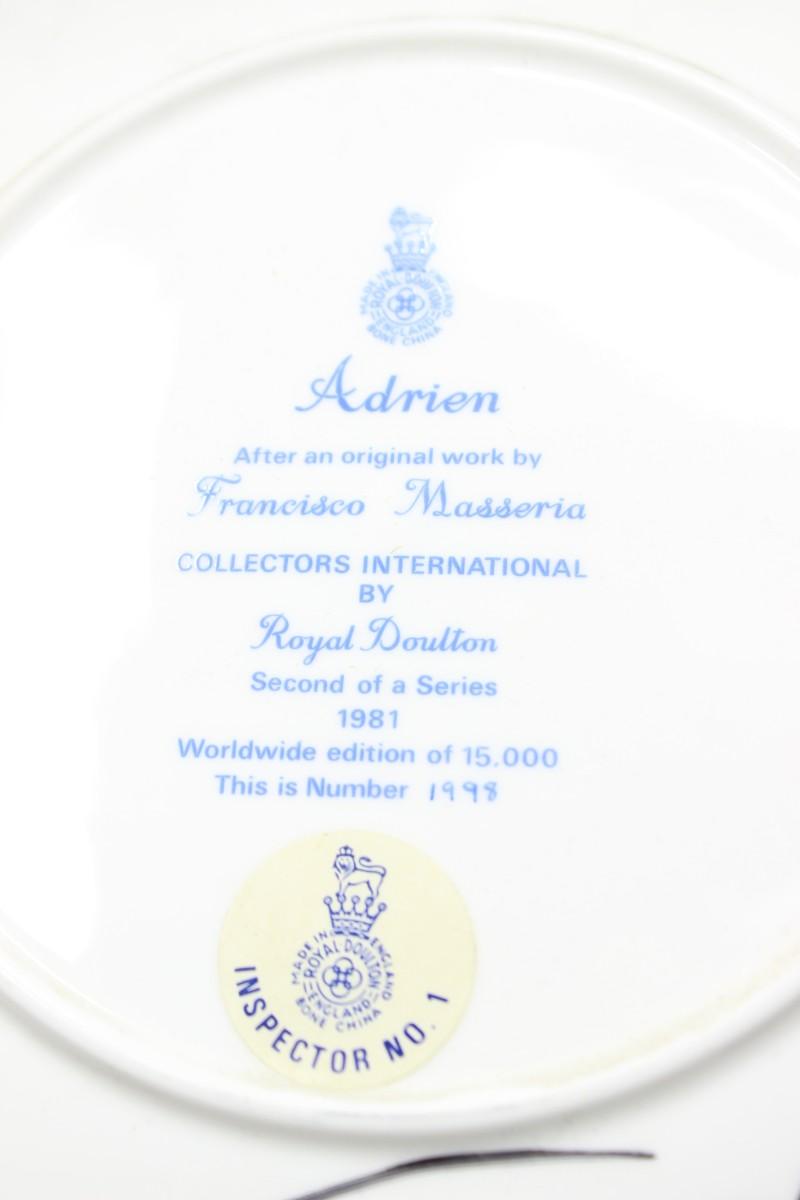 MADE IN ENGLAND
ROYAL DOULTON
ENGLAND
BONE CHINA
Adrien
After an original work by
Francisco Masseria
COLLECTORS INTERNATIONAL
BY
Royal Doulton
Second of a Series
1981
Worldwide edition of 15.000
This is Number 1998
MADE IN ENGLAND
ROYAL DOULTON
ENGLAND
BONE CHINA
INSPECTOR NO. 1